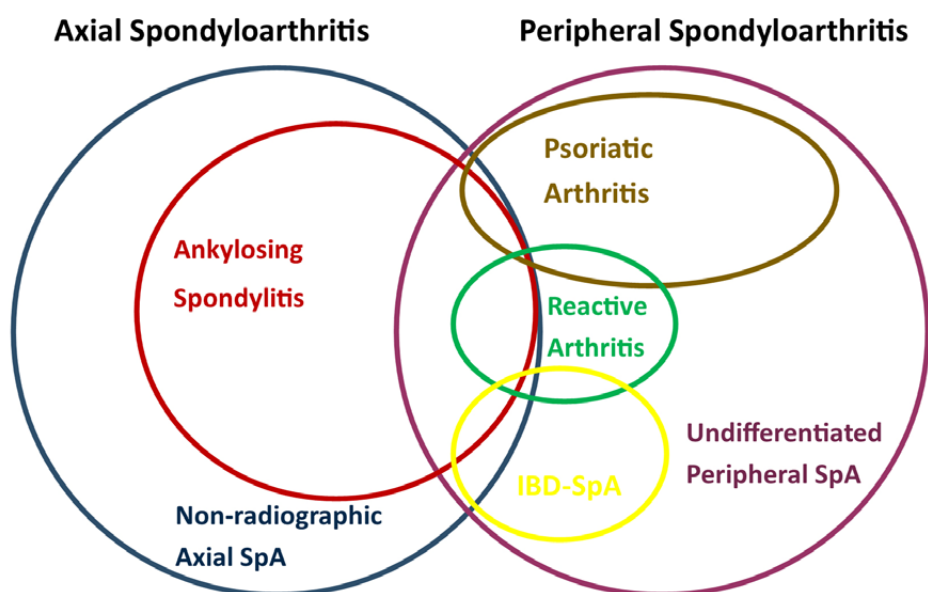 Axial Spondyloarthritis
Peripheral Spondyloarthritis
Psoriatic
Arthritis
Ankylosing
Spondylitis
Reactive
Arthritis
Undifferentiated
Peripheral SpA
IBD-SpA
Non-radiographic
Axial SpA